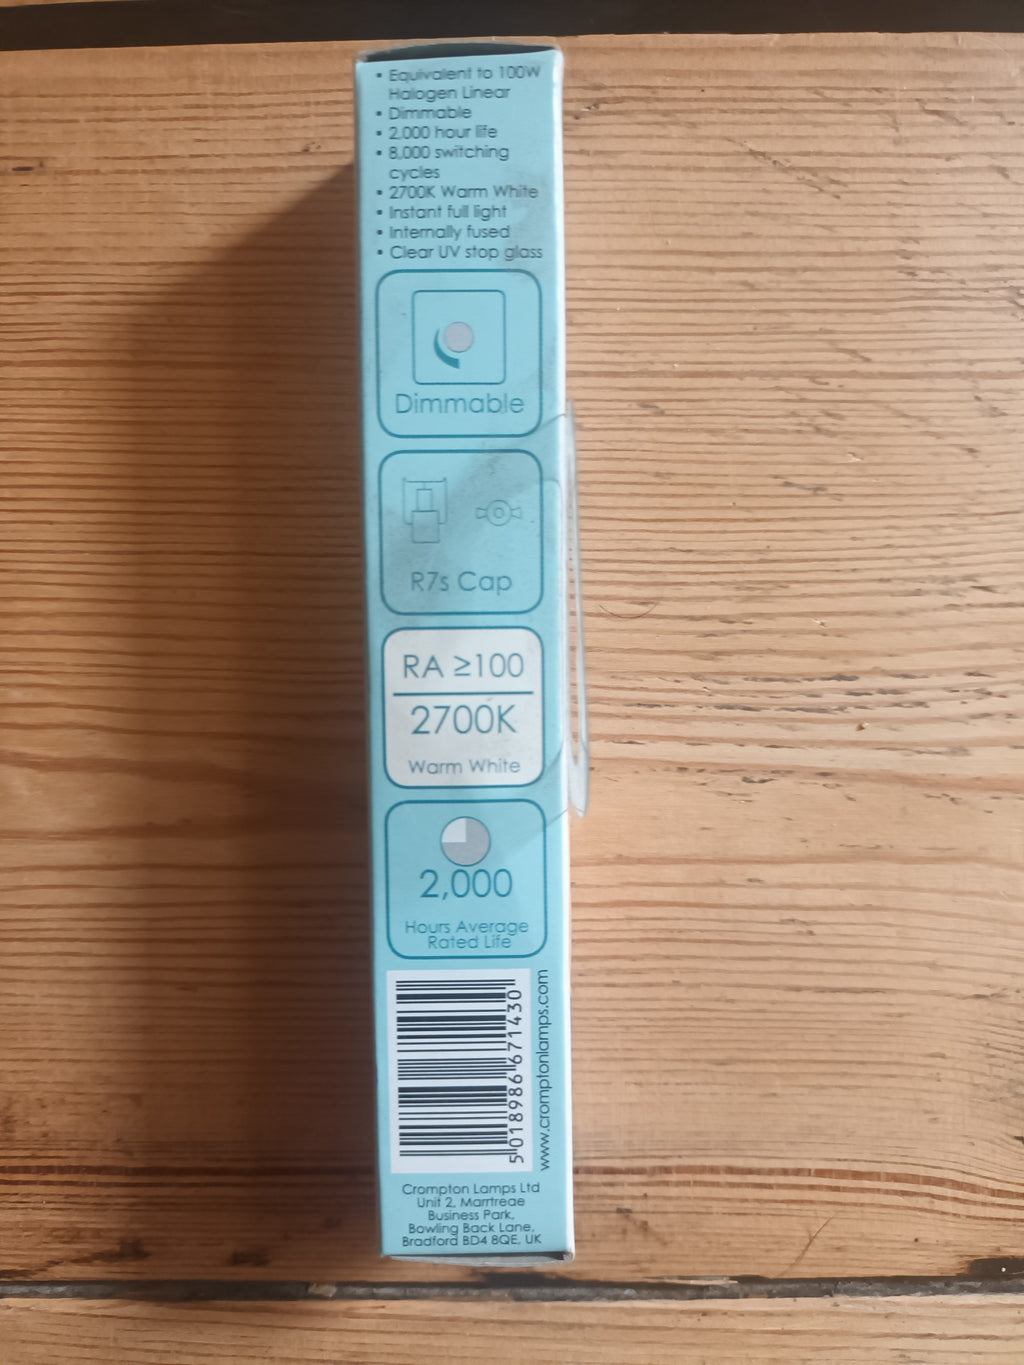 • Equivalent to 100W
Halogen Linear
• Dimmable
• 2,000 hour life
• 8,000 switching
cycles
• 2700K Warm White
• Instant full light
• Internally fused
• Clear UV stop glass
Dimmable
R7s Cap
RA ≥100
2700K
Warm White
2,000
Hours Average
Rated Life
5 018986 671430
www.cromptonlamps.com
Crompton Lamps Ltd
Unit 2, Marrtreae
Business Park,
Bowling Back Lane,
Bradford BD4 8QE, UK